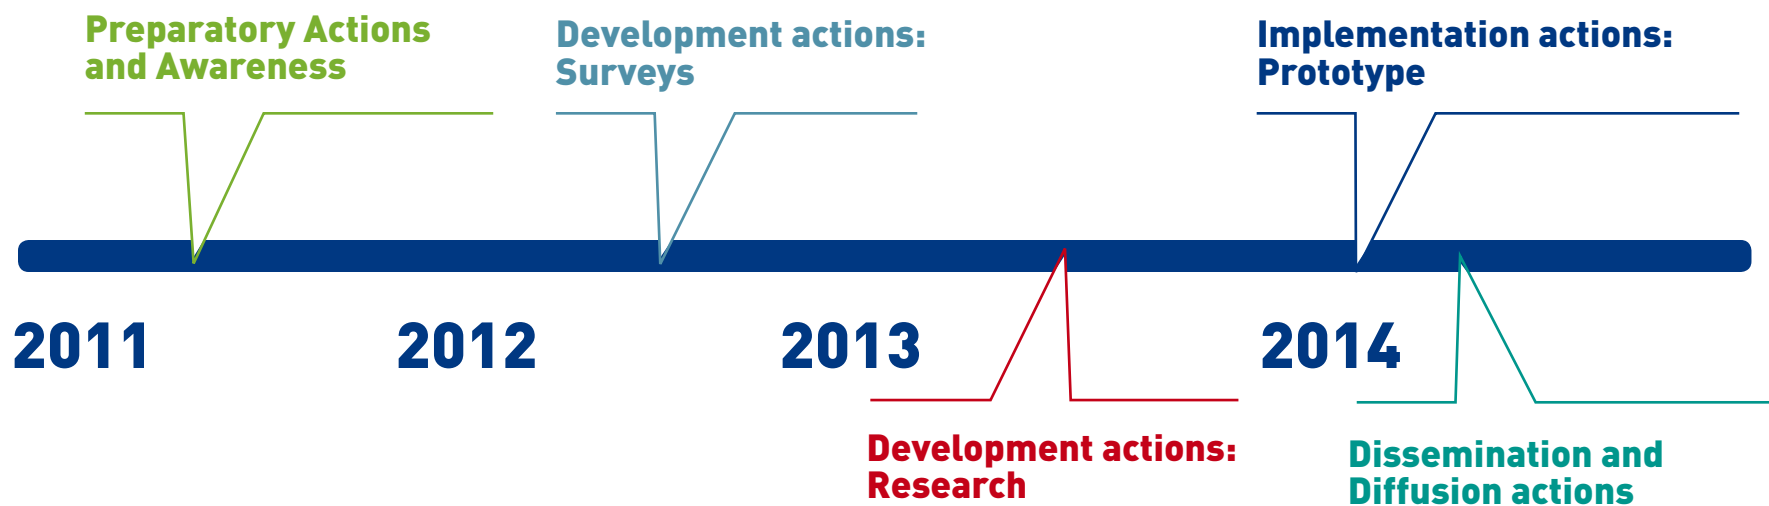 Preparatory Actions
and Awareness
Development actions:
Surveys
Implementation actions:
Prototype
2011
2012
2013
2014
Development actions:
Research
Dissemination and
Diffusion actions